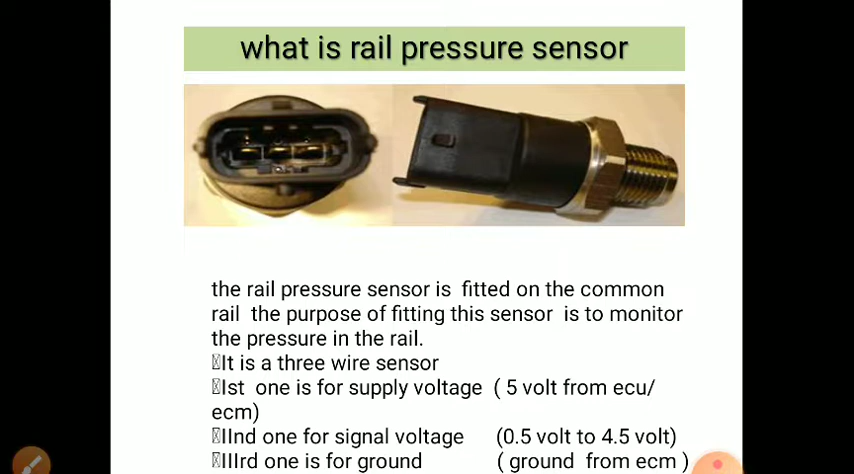 what is rail pressure sensor
the rail pressure sensor is fitted on the common
rail the purpose of fitting this sensor is to monitor
the pressure in the rail.
It is a three wire sensor
Ist one is for supply voltage ( 5 volt from ecu/
ecm)
IInd one for signal voltage (0.5 volt to 4.5 volt)
IIIrd one is for ground ( ground from ecm )